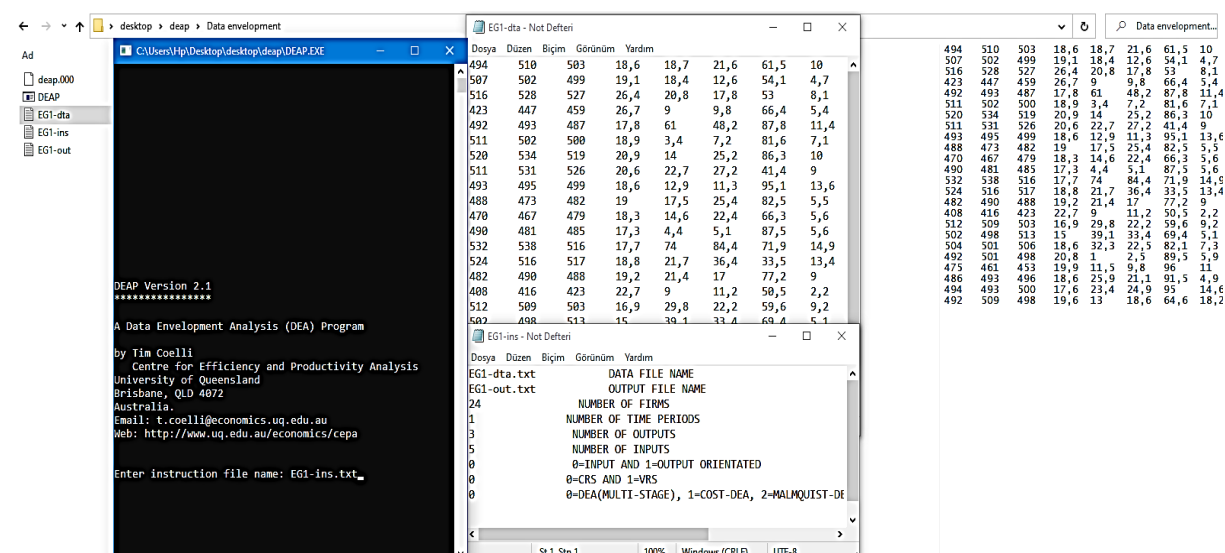 desktop > deap > Data envelopment
Data envelopment...
Ad
deap.000
DEAP
EG1-dta
EG1-ins
EG1-out
C:\Users\Hp\Desktop\desktop\deap\DEAP.EXE
DEAP Version 2.1
****************
A Data Envelopment Analysis (DEA) Program
by Tim Coelli
Centre for Efficiency and Productivity Analysis
University of Queensland
Brisbane, QLD 4072
Australia.
Email: t.coelli@economics.uq.edu.au
Web: http://www.uq.edu.au/economics/cepa
Enter instruction file name: EG1-ins.txt_
EG1-dta - Not Defteri
Dosya Düzen Biçim Görünüm Yardım
494 510 503 18,6 18,7 21,6 61,5 10
507 502 499 19,1 18,4 12,6 54,1 4,7
516 528 527 26,4 20,8 17,8 53 8,1
423 447 459 26,7 9 9,8 66,4 5,4
492 493 487 17,8 61 48,2 87,8 11,4
511 502 500 18,9 3,4 7,2 81,6 7,1
520 534 519 20,9 14 25,2 86,3 10
511 531 526 20,6 22,7 27,2 41,4 9
493 495 499 18,6 12,9 11,3 95,1 13,6
488 473 482 19 17,5 25,4 82,5 5,5
470 467 479 18,3 14,6 22,4 66,3 5,6
490 481 485 17,3 4,4 5,1 87,5 5,6
532 538 516 17,7 74 84,4 71,9 14,9
524 516 517 18,8 21,7 36,4 33,5 13,4
482 490 488 19,2 21,4 17 77,2 9
408 416 423 22,7 9 11,2 50,5 2,2
512 509 503 16,9 29,8 22,2 59,6 9,2
502 498 513 15 39,1 33,4 69,4 5,1
EG1-ins - Not Defteri
Dosya Düzen Biçim Görünüm Yardım
EG1-dta.txt DATA FILE NAME
EG1-out.txt OUTPUT FILE NAME
24 NUMBER OF FIRMS
1 NUMBER OF TIME PERIODS
3 NUMBER OF OUTPUTS
5 NUMBER OF INPUTS
0 0=INPUT AND 1=OUTPUT ORIENTATED
0 0=CRS AND 1=VRS
0 0=DEA(MULTI-STAGE), 1=COST-DEA, 2=MALMQUIST-DE
St 1, Stn 1 100% Windows (CRLF) UTF-8
494 510 503 18,6 18,7 21,6 61,5 10
507 502 499 19,1 18,4 12,6 54,1 4,7
516 528 527 26,4 20,8 17,8 53 8,1
423 447 459 26,7 9 9,8 66,4 5,4
492 493 487 17,8 61 48,2 87,8 11,4
511 502 500 18,9 3,4 7,2 81,6 7,1
520 534 519 20,9 14 25,2 86,3 10
511 531 526 20,6 22,7 27,2 41,4 9
493 495 499 18,6 12,9 11,3 95,1 13,6
488 473 482 19 17,5 25,4 82,5 5,5
470 467 479 18,3 14,6 22,4 66,3 5,6
490 481 485 17,3 4,4 5,1 87,5 5,6
532 538 516 17,7 74 84,4 71,9 14,9
524 516 517 18,8 21,7 36,4 33,5 13,4
482 490 488 19,2 21,4 17 77,2 9
408 416 423 22,7 9 11,2 50,5 2,2
512 509 503 16,9 29,8 22,2 59,6 9,2
502 498 513 15 39,1 33,4 69,4 5,1
504 501 506 18,6 32,3 22,5 82,1 7,3
492 501 498 20,8 1 2,5 89,5 5,9
475 461 453 19,9 11,5 9,8 96 11
486 493 496 18,6 25,9 21,1 91,5 4,9
494 493 500 17,6 23,4 24,9 95 14,6
492 509 498 19,6 13 18,6 64,6 18,2